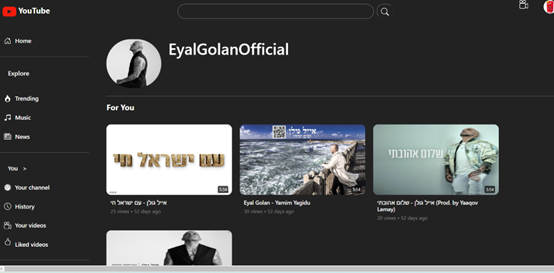 YouTube
EyalGolanOfficial
Home
Explore
Trending
Music
News
You >
Your channel
History
Your videos
Liked videos
For You
עם ישראל חי
5:54
אייל גולן - עם ישראל חי
23 views • 52 days ago
אייל גולן
5:54
Eyal Golan - Yamim Yagidu
30 views • 52 days ago
שלום אהובתי
5:54
אייל גולן - שלום אהובתי (Prod. by Yaaqov Lamay)
20 views • 52 days ago